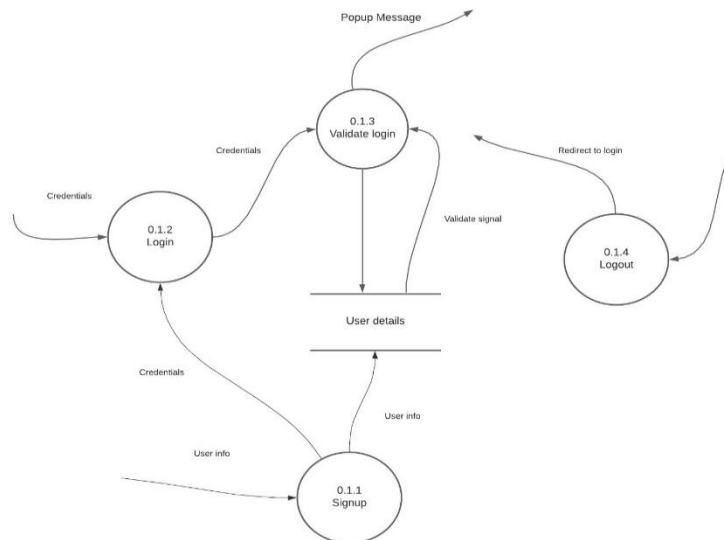 Popup Message
0.1.3
Validate login
Credentials
Redirect to login
Credentials
0.1.2
Login
Validate signal
0.1.4
Logout
User details
Credentials
User info
User info
0.1.1
Signup